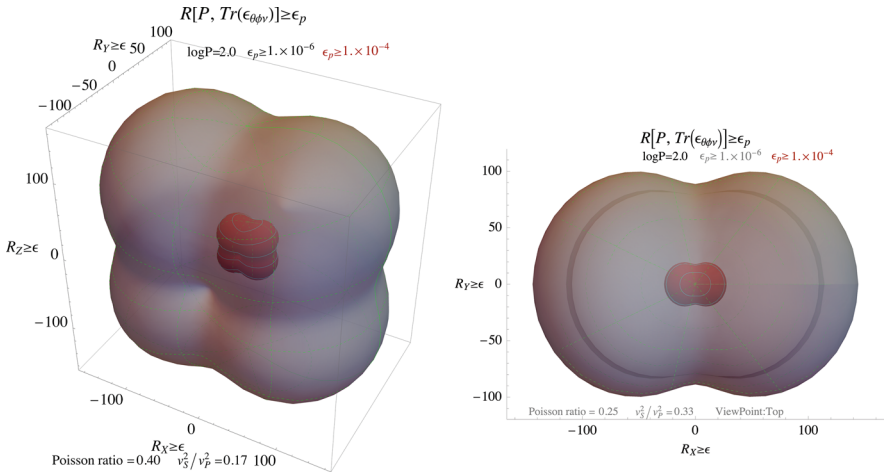 R[P, Tr(ϵθϕν)]≥ϵp
logP=2.0 ϵp≥1.×10⁻⁶ ϵp≥1.×10⁻⁴
RY≥ϵ
100
50
0
−50
−100
100
RZ≥ϵ 0
−100
−100
0
100
RX≥ϵ
Poisson ratio = 0.40 vS²/vP² = 0.17
R[P, Tr(ϵθϕν)]≥ϵp
logP=2.0 ϵp≥1.×10⁻⁶ ϵp≥1.×10⁻⁴
100
50
RY≥ϵ 0
−50
−100
Poisson ratio = 0.25 vS²/vP² = 0.33 ViewPoint:Top
−100 0 100
RX≥ϵ